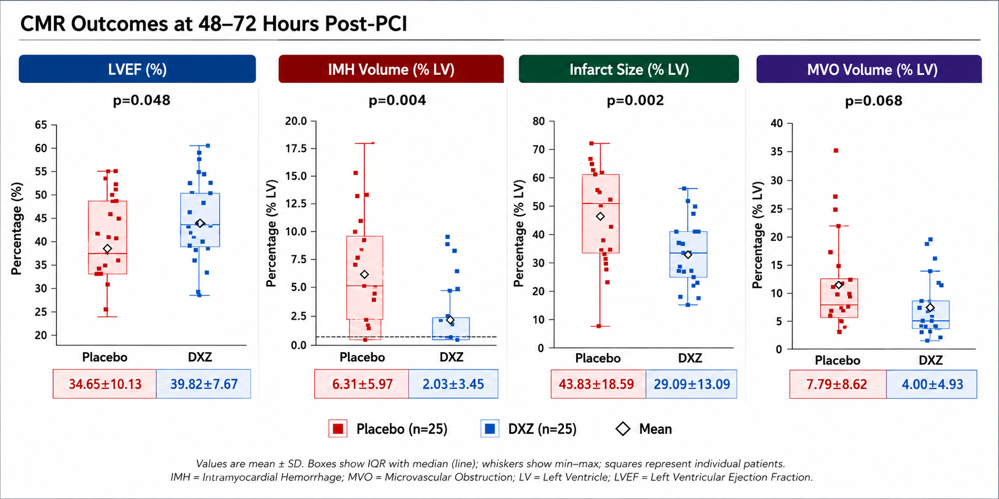 CMR Outcomes at 48–72 Hours Post-PCI
LVEF (%)
IMH Volume (% LV)
Infarct Size (% LV)
MVO Volume (% LV)
p=0.048
p=0.004
p=0.002
p=0.068
Percentage (%)
65
60
55
50
45
40
35
30
25
20
Placebo
DXZ
34.65±10.13
39.82±7.67
Percentage (% LV)
20.0
17.5
15.0
12.5
10.0
7.5
5.0
2.5
0.0
Placebo
DXZ
6.31±5.97
2.03±3.45
Percentage (% LV)
80
70
60
50
40
30
20
10
0
Placebo
DXZ
43.83±18.59
29.09±13.09
Percentage (% LV)
40
35
30
25
20
15
10
5
0
Placebo
DXZ
7.79±8.62
4.00±4.93
Placebo (n=25)
DXZ (n=25)
Mean
Values are mean ± SD. Boxes show IQR with median (line); whiskers show min–max; squares represent individual patients.
IMH = Intramyocardial Hemorrhage; MVO = Microvascular Obstruction; LV = Left Ventricle; LVEF = Left Ventricular Ejection Fraction.